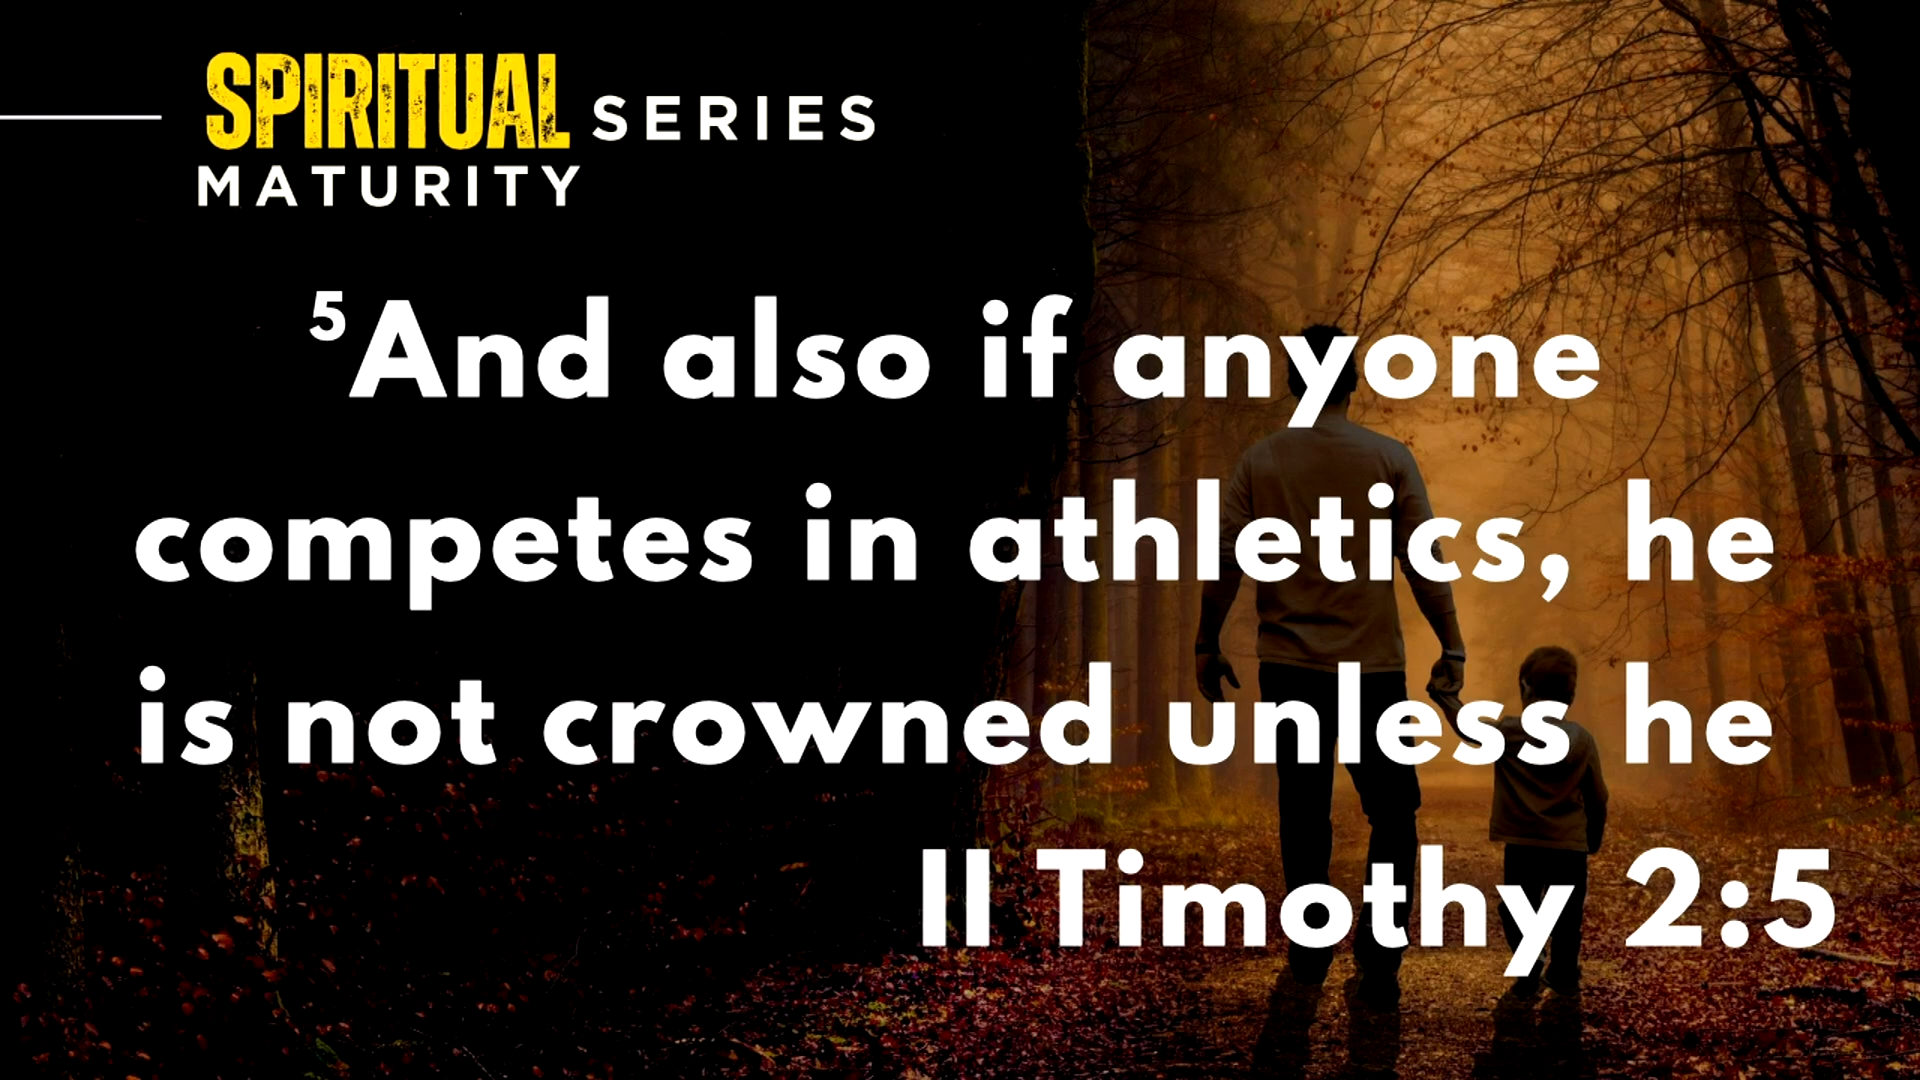 SPIRITUAL SERIES
MATURITY
⁵And also if anyone
competes in athletics, he
is not crowned unless he
II Timothy 2:5